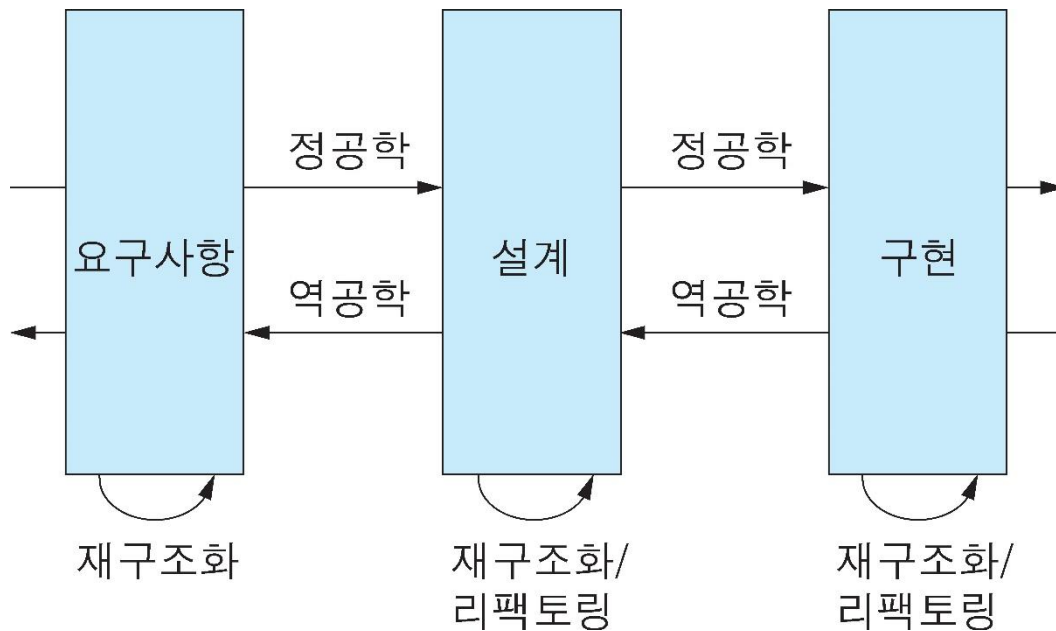 정공학
정공학
요구사항
설계
구현
역공학
역공학
재구조화
재구조화/
리팩토링
재구조화/
리팩토링